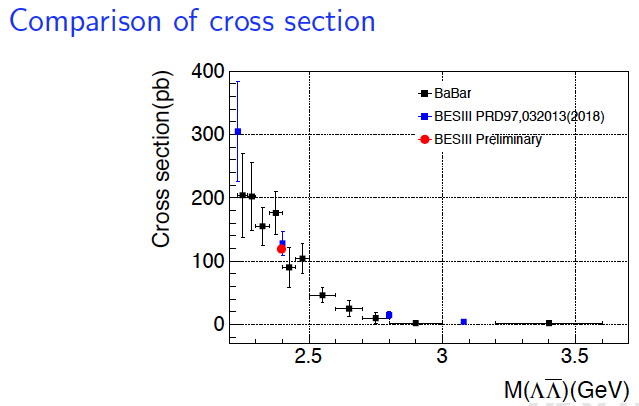 Comparison of cross section
Cross section(pb)
400
300
200
100
0
BaBar
BESIII PRD97,032013(2018)
BESIII Preliminary
2.5
3
3.5
M(ΛΛ̅)(GeV)